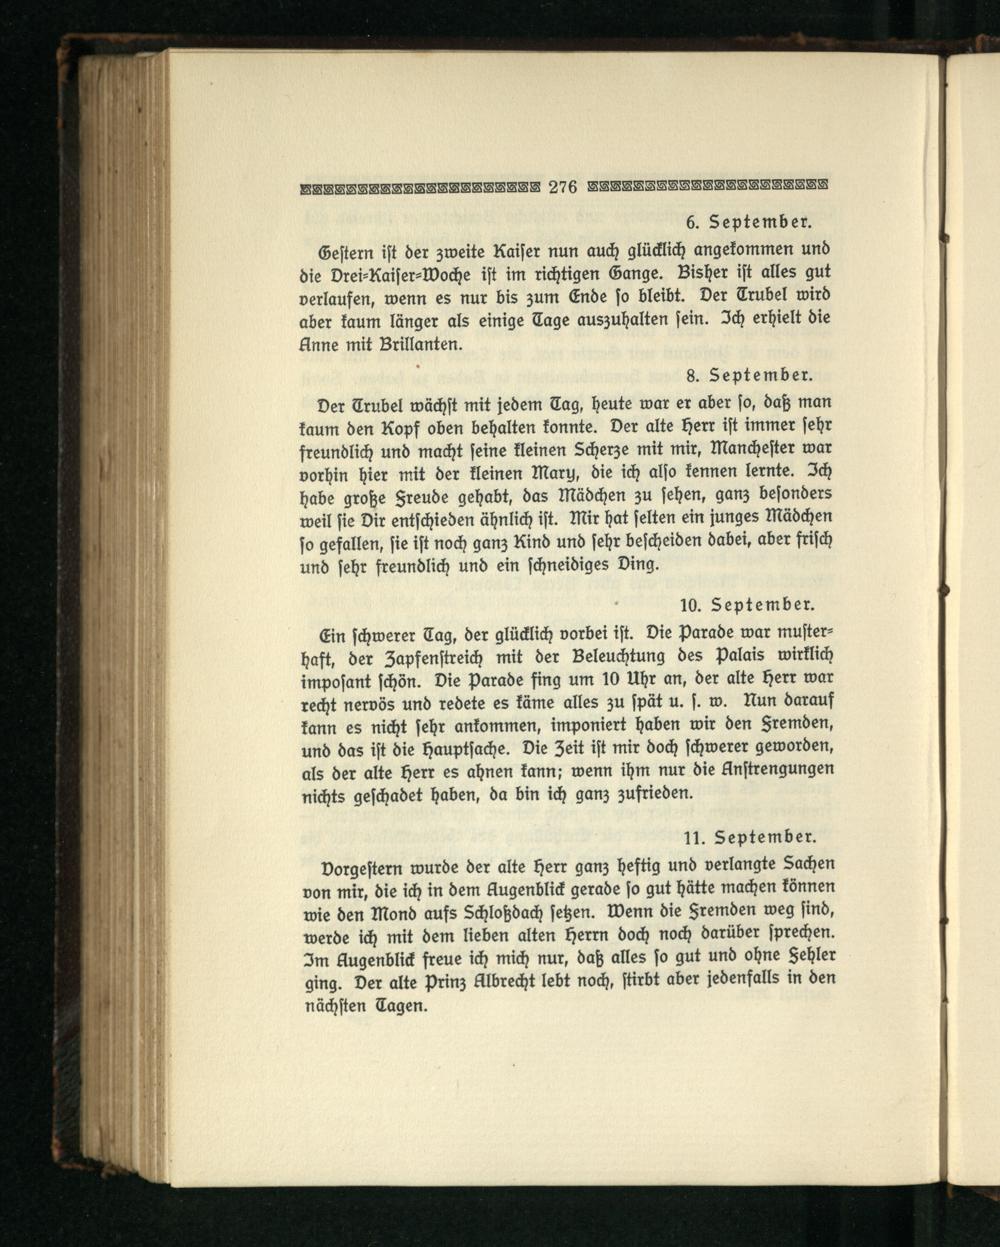 276
6. September.
Gestern ist der zweite Kaiser nun auch glücklich angekommen und
die Drei-Kaiser-Woche ist im richtigen Gange. Bisher ist alles gut
verlaufen, wenn es nur bis zum Ende so bleibt. Der Trubel wird
aber kaum länger als einige Tage auszuhalten sein. Ich erhielt die
Anne mit Brillanten.
8. September.
Der Trubel wächst mit jedem Tag, heute war er aber so, daß man
kaum den Kopf oben behalten konnte. Der alte Herr ist immer sehr
freundlich und macht seine kleinen Scherze mit mir, Manchester war
vorhin hier mit der kleinen Mary, die ich also kennen lernte. Ich
habe große Freude gehabt, das Mädchen zu sehen, ganz besonders
weil sie Dir entschieden ähnlich ist. Mir hat selten ein junges Mädchen
so gefallen, sie ist noch ganz Kind und sehr bescheiden dabei, aber frisch
und sehr freundlich und ein schneidiges Ding.
10. September.
Ein schwerer Tag, der glücklich vorbei ist. Die Parade war muster-
haft, der Zapfenstreich mit der Beleuchtung des Palais wirklich
imposant schön. Die Parade fing um 10 Uhr an, der alte Herr war
recht nervös und redete es käme alles zu spät u. s. w. Nun darauf
kann es nicht sehr ankommen, imponiert haben wir den Fremden,
und das ist die Hauptsache. Die Zeit ist mir doch schwerer geworden,
als der alte Herr es ahnen kann; wenn ihm nur die Anstrengungen
nichts geschadet haben, da bin ich ganz zufrieden.
11. September.
Vorgestern wurde der alte Herr ganz heftig und verlangte Sachen
von mir, die ich in dem Augenblick gerade so gut hätte machen können
wie den Mond aufs Schloßdach setzen. Wenn die Fremden weg sind,
werde ich mit dem lieben alten Herrn doch noch darüber sprechen.
Im Augenblick freue ich mich nur, daß alles so gut und ohne Fehler
ging. Der alte Prinz Albrecht lebt noch, stirbt aber jedenfalls in den
nächsten Tagen.